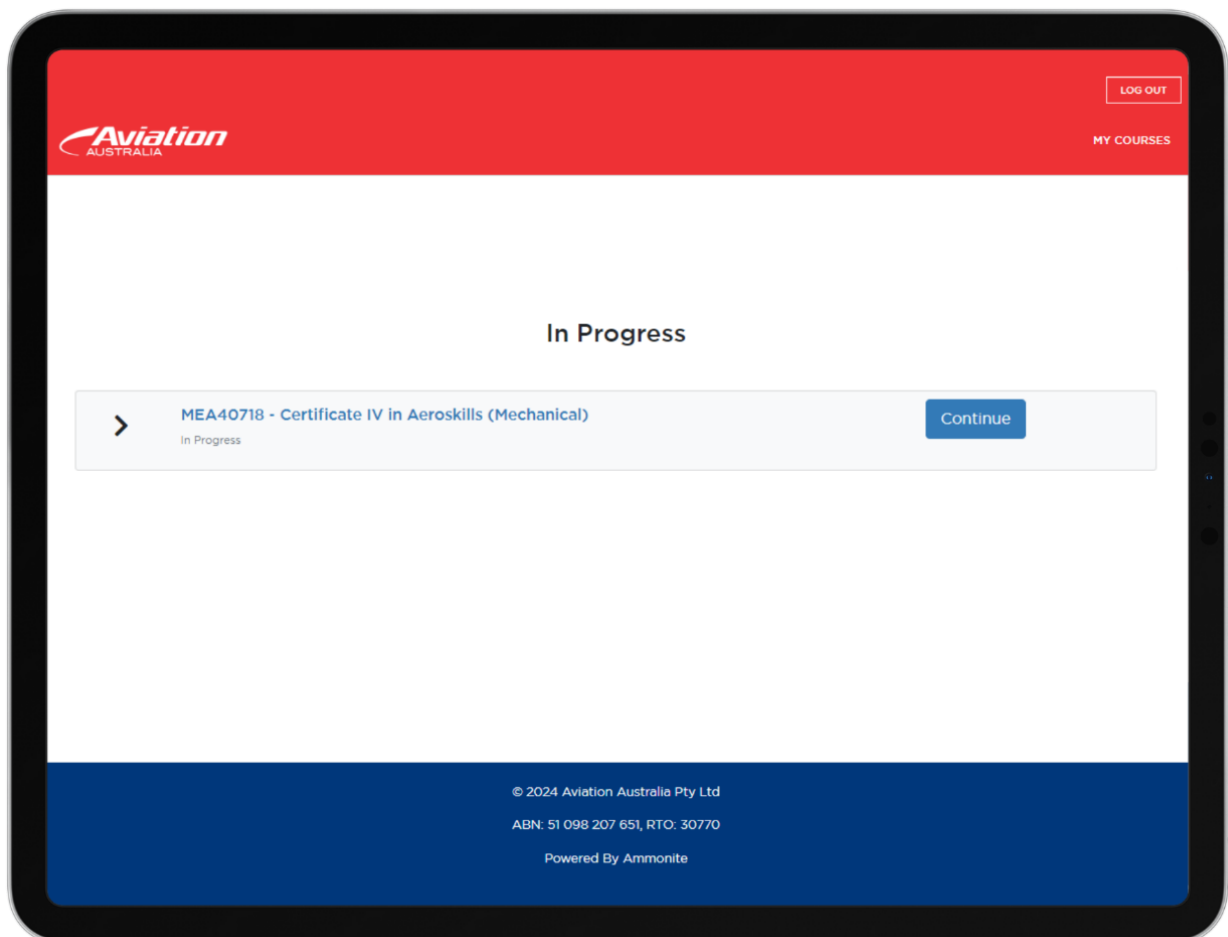 LOG OUT
Aviation
AUSTRALIA
MY COURSES
In Progress
MEA40718 - Certificate IV in Aeroskills (Mechanical)
In Progress
Continue
© 2024 Aviation Australia Pty Ltd
ABN: 51 098 207 651, RTO: 30770
Powered By Ammonite